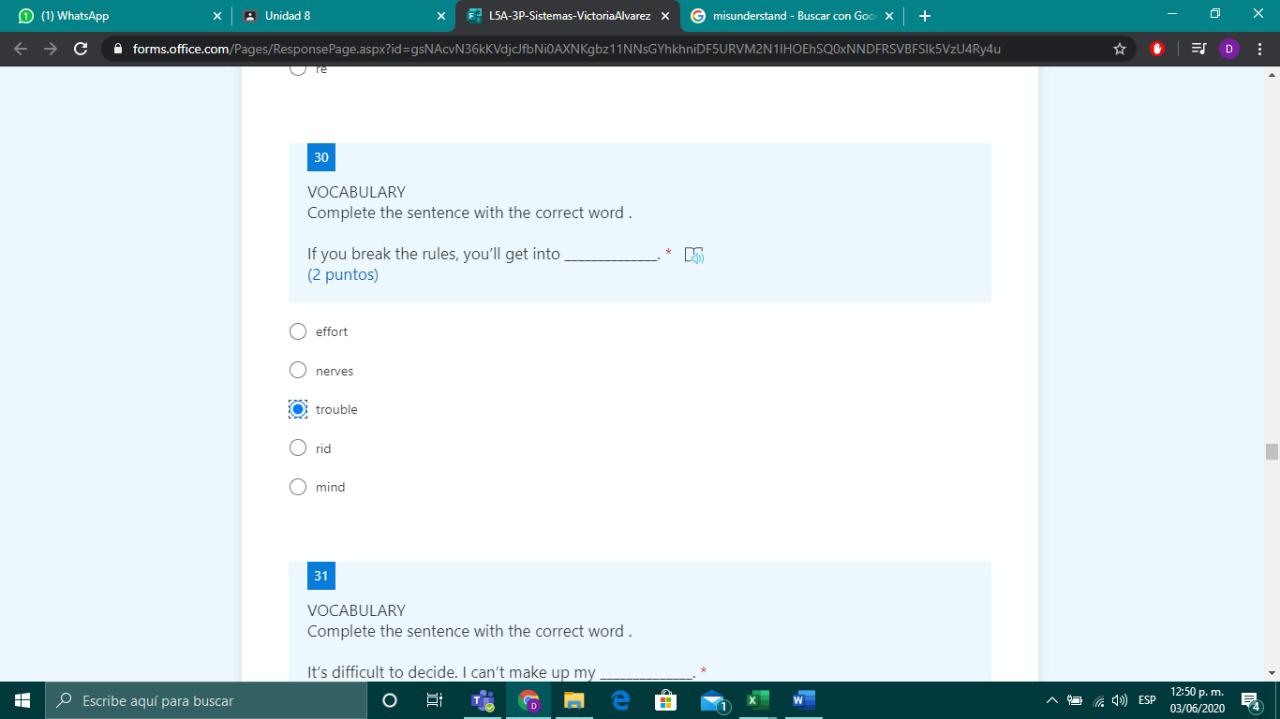 (1) WhatsApp
Unidad 8
L5A-3P-Sistemas-VictoriaAlvarez
misunderstand - Buscar con Goo
forms.office.com/Pages/ResponsePage.aspx?id=gsNAcvN36kKVdjcJfbNi0AXNKgbz11NNsGYhkhniDF5URVM2N1lHOEhSQ0xNNDFRSVBFSlk5VzU4Ry4u
D
re
30
VOCABULARY
Complete the sentence with the correct word .
If you break the rules, you'll get into ______________. *
(2 puntos)
effort
nerves
trouble
rid
mind
31
VOCABULARY
Complete the sentence with the correct word .
It's difficult to decide. I can't make up my ______________. *
Escribe aquí para buscar
ESP
12:50 p. m.
03/06/2020